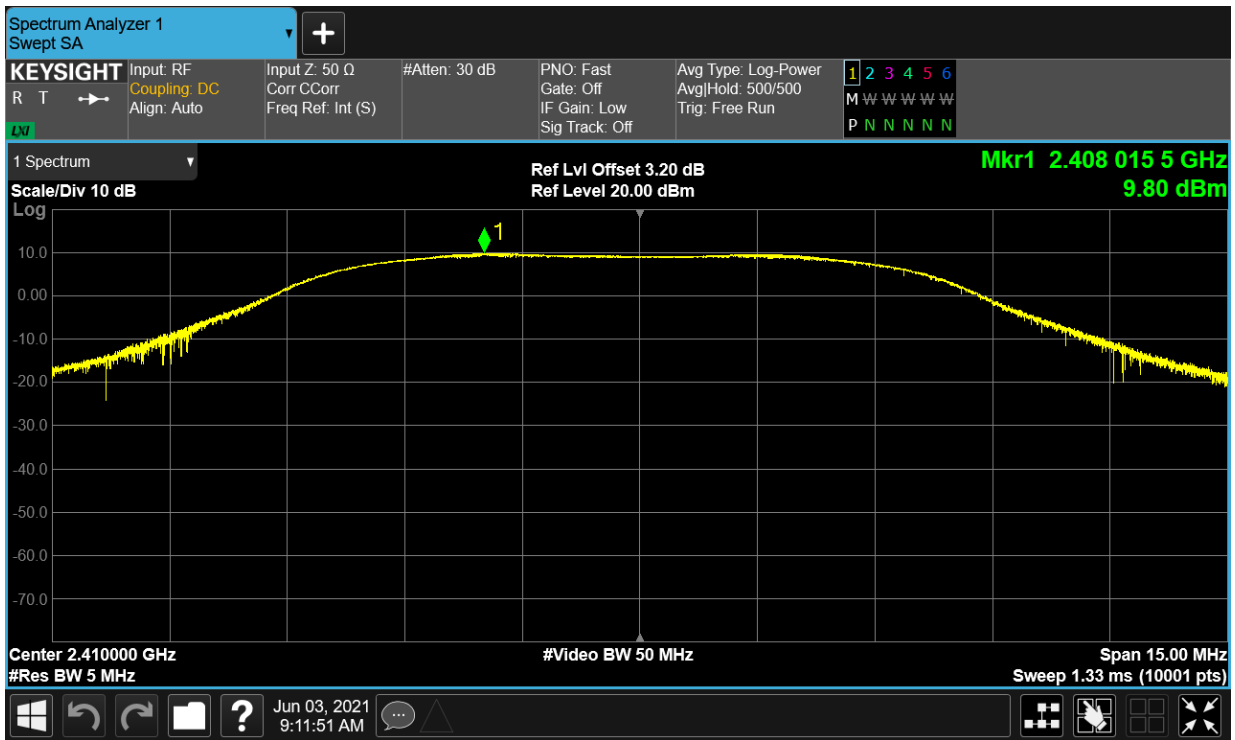 Spectrum Analyzer 1
Swept SA
▼
+
KEYSIGHT
R T
LXI
Input: RF
Coupling: DC
Align: Auto
Input Z: 50 Ω
Corr CCorr
Freq Ref: Int (S)
#Atten: 30 dB
PNO: Fast
Gate: Off
IF Gain: Low
Sig Track: Off
Avg Type: Log-Power
Avg|Hold: 500/500
Trig: Free Run
1 2 3 4 5 6
M W W W W W
P N N N N N
1 Spectrum ▼
Scale/Div 10 dB
Log
Ref Lvl Offset 3.20 dB
Ref Level 20.00 dBm
Mkr1 2.408 015 5 GHz
9.80 dBm
1
10.0
0.00
-10.0
-20.0
-30.0
-40.0
-50.0
-60.0
-70.0
Center 2.410000 GHz
#Res BW 5 MHz
#Video BW 50 MHz
Span 15.00 MHz
Sweep 1.33 ms (10001 pts)
?
Jun 03, 2021
9:11:51 AM